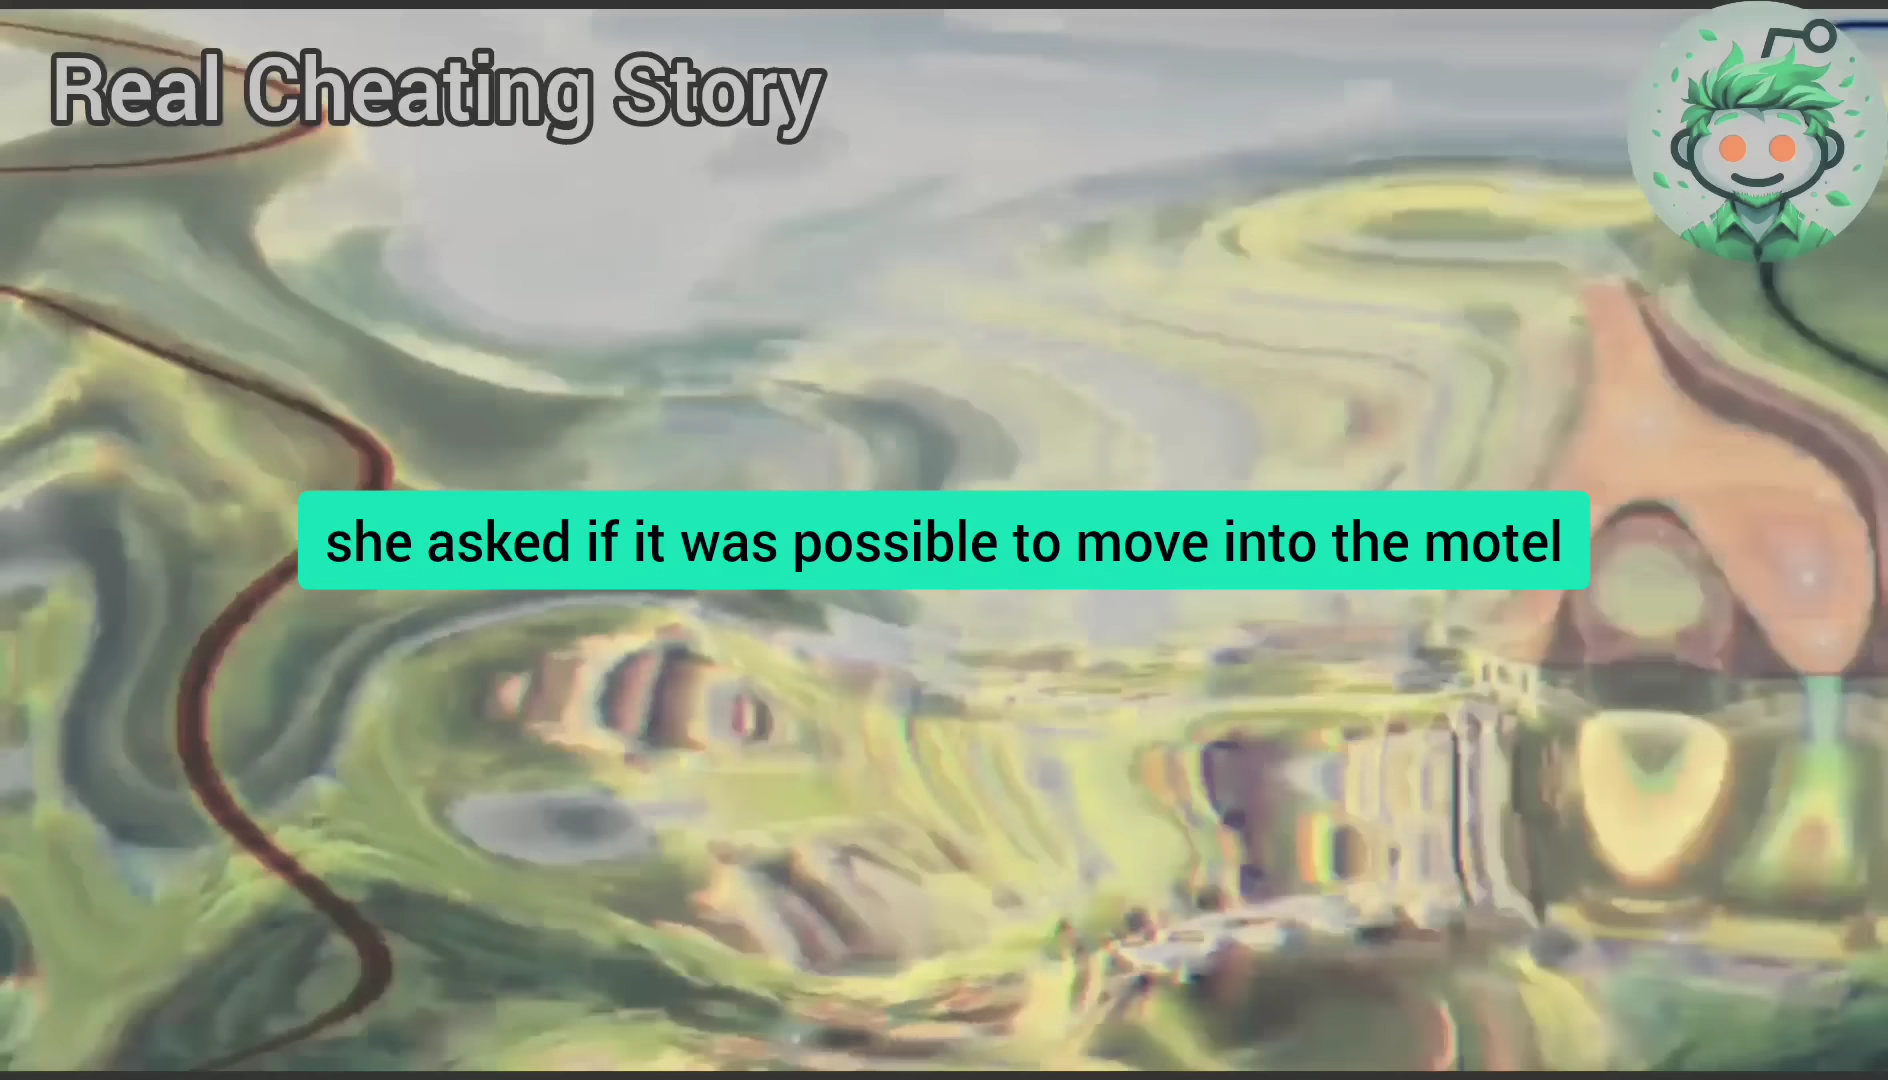 Real Cheating Story
she asked if it was possible to move into the motel